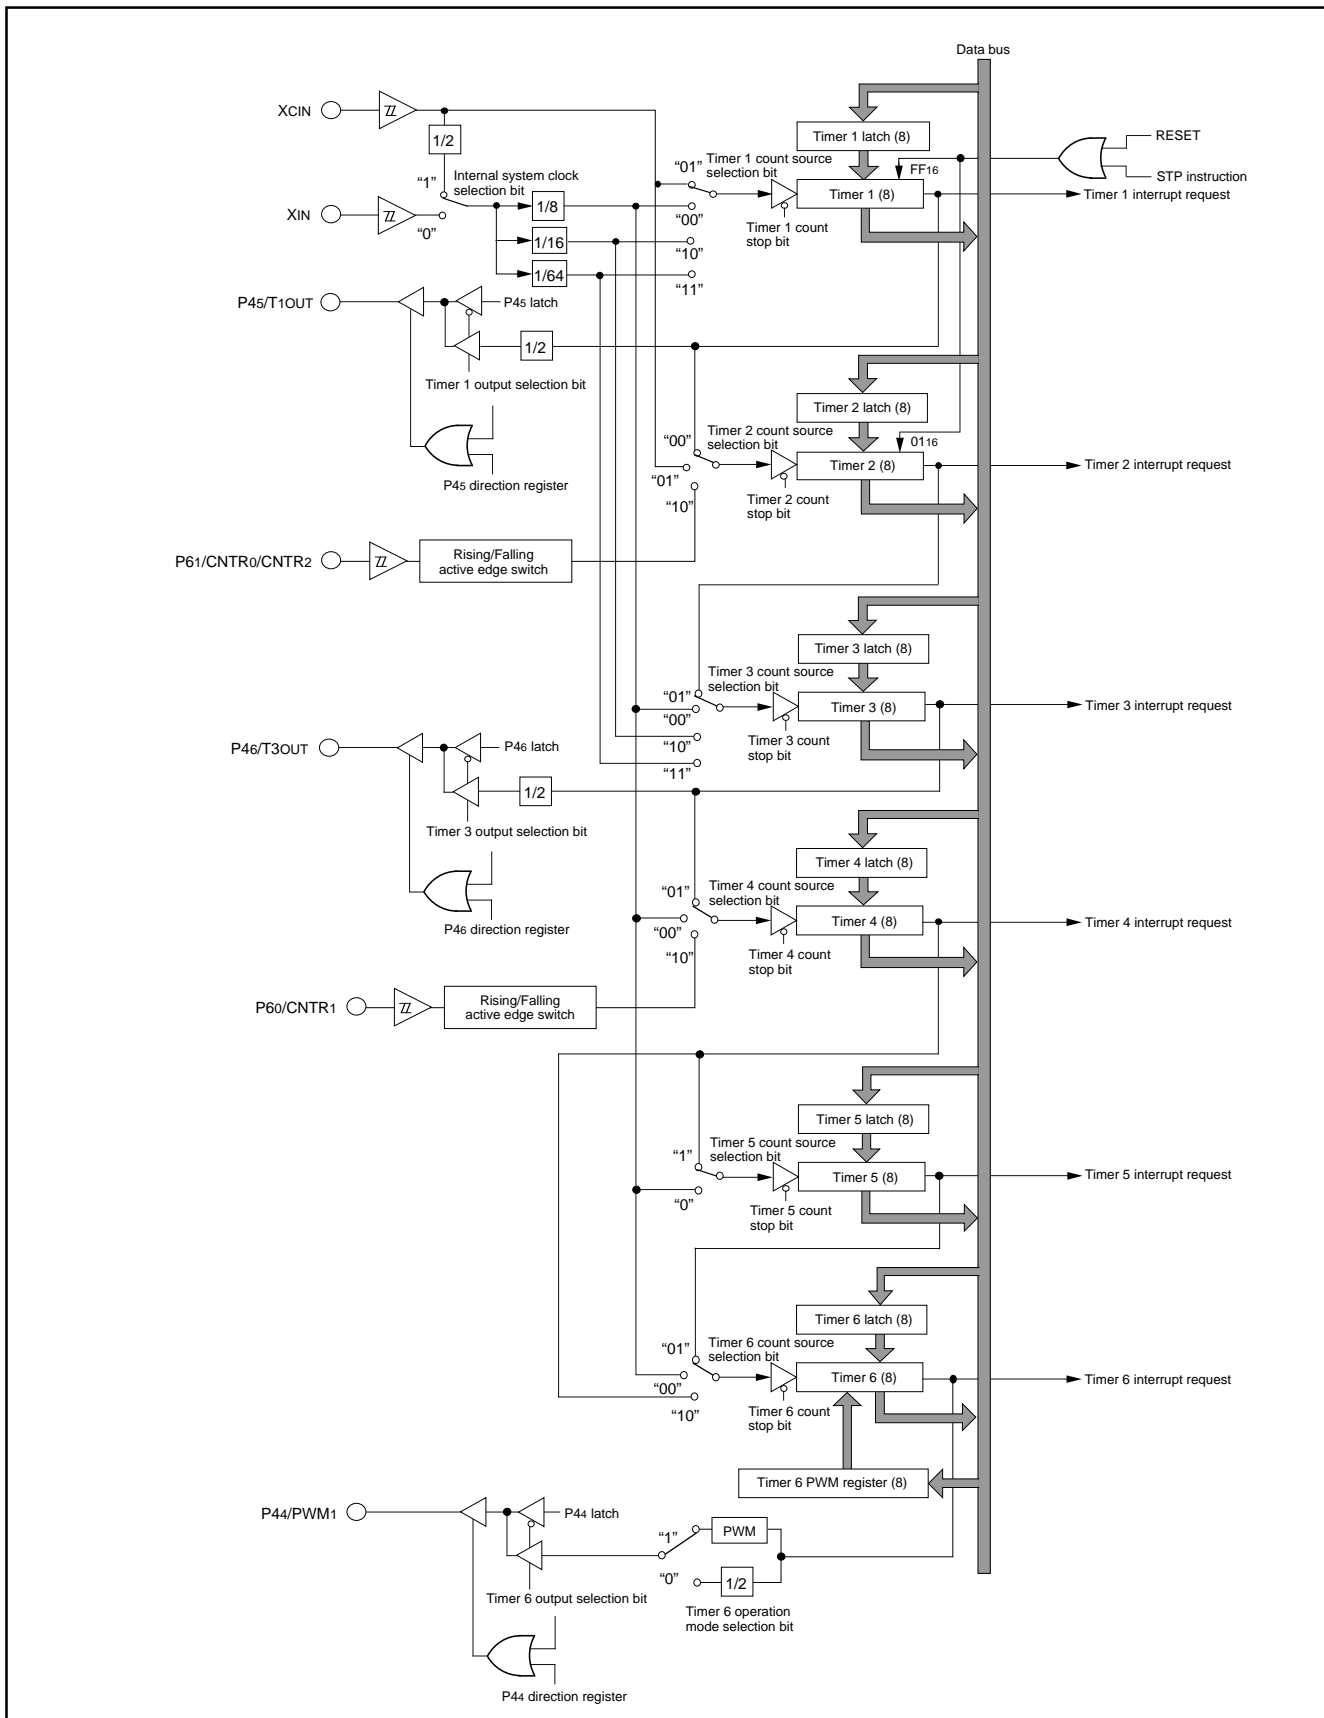 Data bus
XCIN
1/2
Timer 1 latch (8)
RESET
STP instruction
“01”
Timer 1 count source
selection bit
FF16
Internal system clock
selection bit
“1”
1/8
Timer 1 (8)
Timer 1 interrupt request
XIN
“0”
“00”
Timer 1 count
stop bit
1/16
“10”
1/64
“11”
P45/T1OUT
P45 latch
1/2
Timer 1 output selection bit
Timer 2 latch (8)
“00”
Timer 2 count source
selection bit
0116
Timer 2 (8)
Timer 2 interrupt request
“01”
P45 direction register
“10”
Timer 2 count
stop bit
P61/CNTR0/CNTR2
Rising/Falling
active edge switch
Timer 3 latch (8)
Timer 3 count source
selection bit
“01”
Timer 3 (8)
Timer 3 interrupt request
“00”
“10”
Timer 3 count
stop bit
“11”
P46/T3OUT
P46 latch
1/2
Timer 3 output selection bit
Timer 4 latch (8)
“01”
Timer 4 count source
selection bit
Timer 4 (8)
Timer 4 interrupt request
“00”
P46 direction register
“10”
Timer 4 count
stop bit
P60/CNTR1
Rising/Falling
active edge switch
Timer 5 latch (8)
“1”
Timer 5 count source
selection bit
Timer 5 (8)
Timer 5 interrupt request
“0”
Timer 5 count
stop bit
Timer 6 latch (8)
“01”
Timer 6 count source
selection bit
Timer 6 (8)
Timer 6 interrupt request
“00”
“10”
Timer 6 count
stop bit
Timer 6 PWM register (8)
P44/PWM1
P44 latch
“1”
PWM
“0”
1/2
Timer 6 output selection bit
Timer 6 operation
mode selection bit
P44 direction register